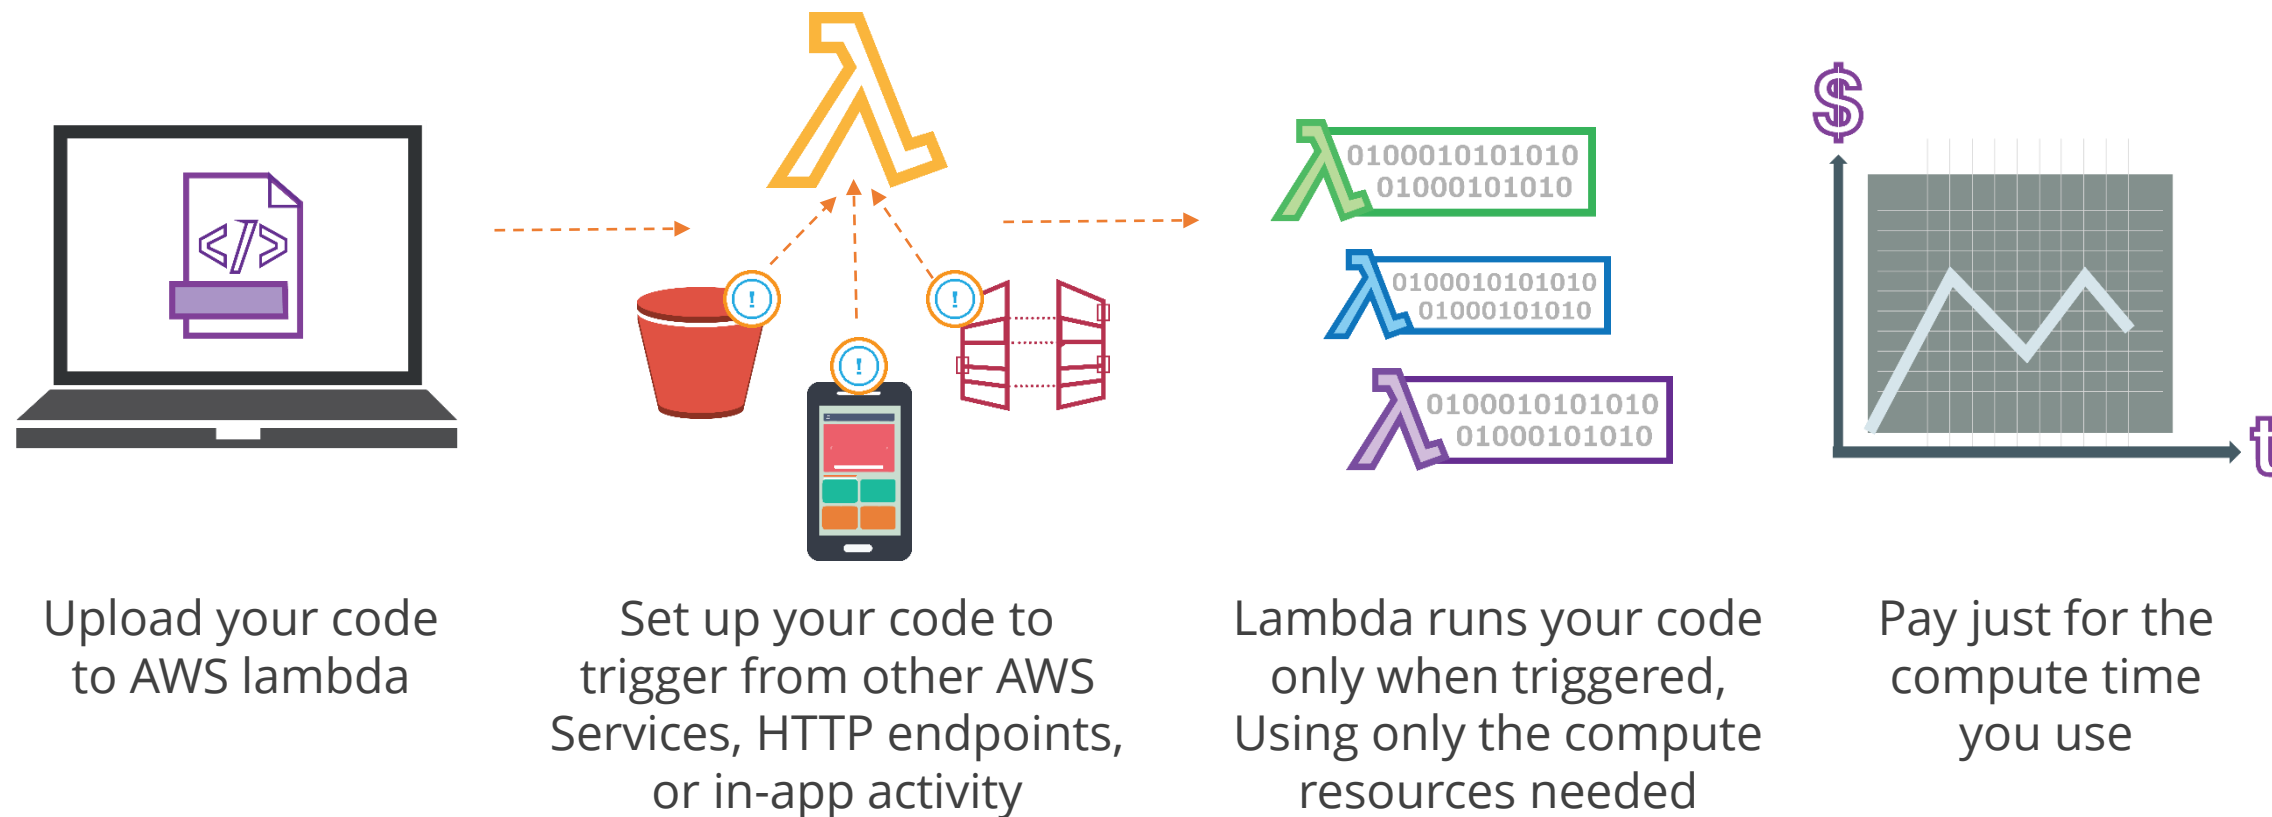 $
</>
λ
!
!
!
λ
0100010101010
01000101010
λ
0100010101010
01000101010
λ
0100010101010
01000101010
t
Upload your code
to AWS lambda
Set up your code to
trigger from other AWS
Services, HTTP endpoints,
or in-app activity
Lambda runs your code
only when triggered,
Using only the compute
resources needed
Pay just for the
compute time
you use